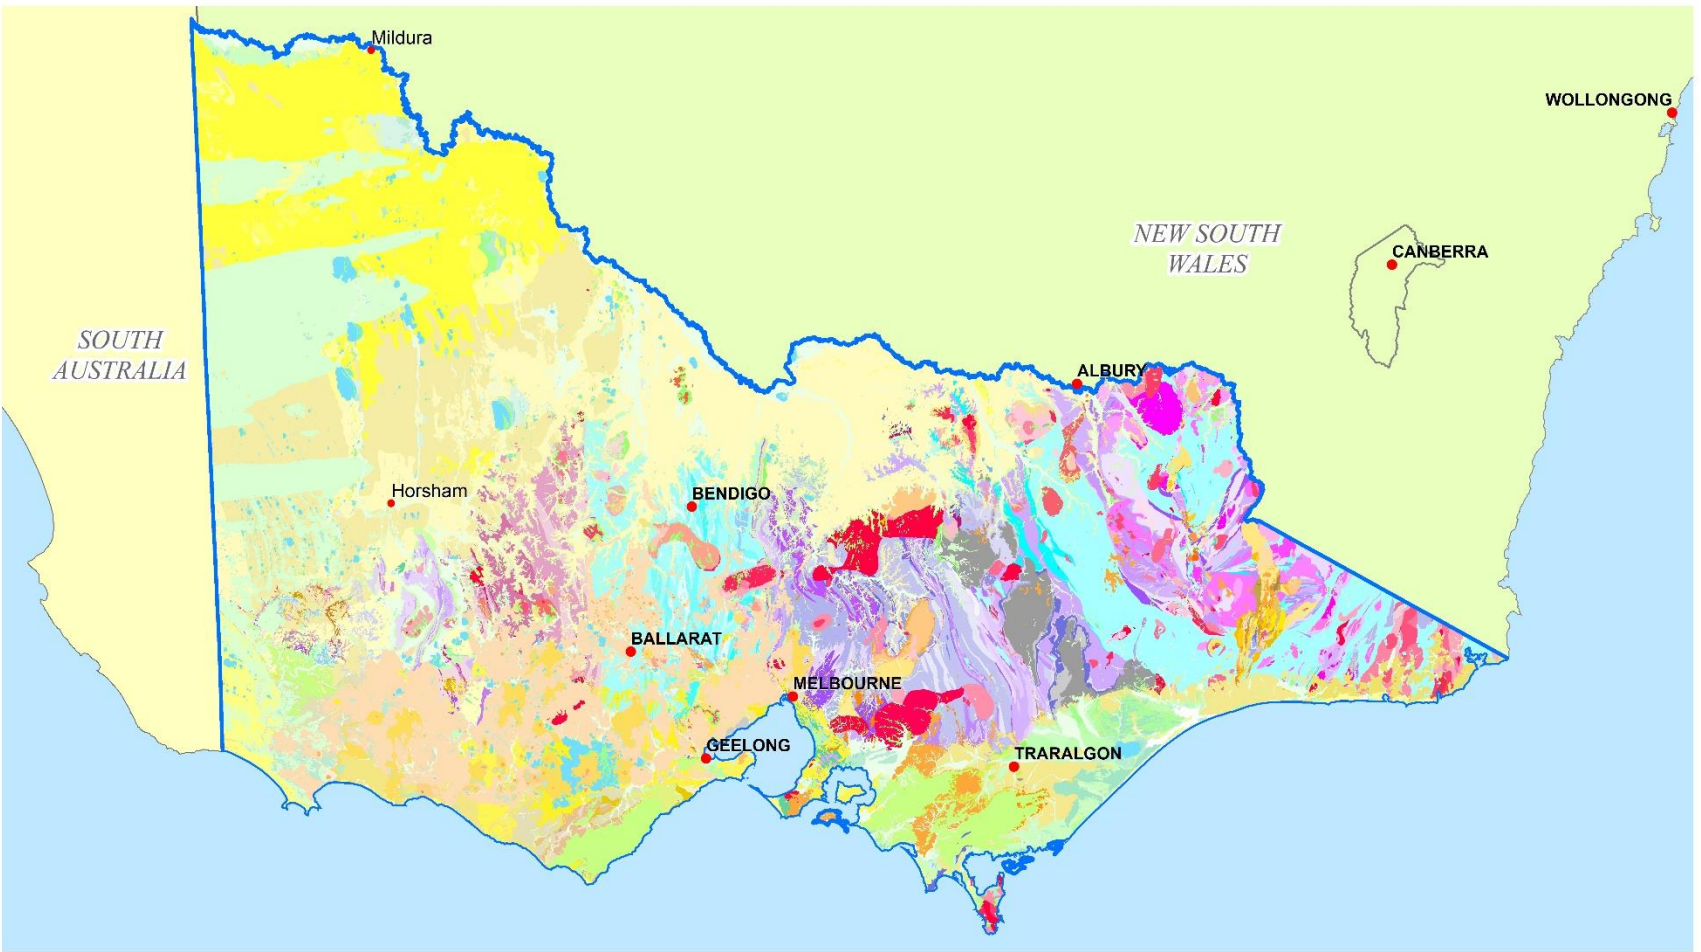 Mildura
WOLLONGONG
NEW SOUTH
WALES
CANBERRA
SOUTH
AUSTRALIA
ALBURY
Horsham
BENDIGO
BALLARAT
MELBOURNE
GEELONG
TRARALGON